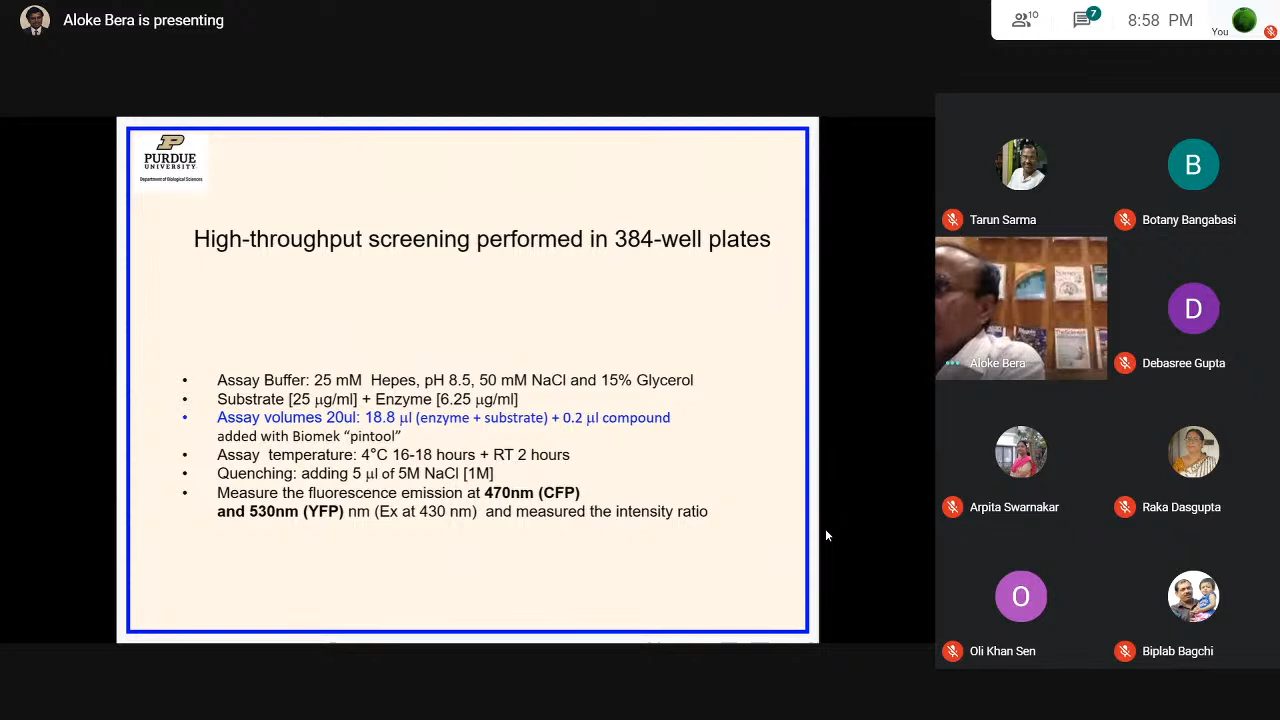 Aloke Bera is presenting
10
7
8:58 PM
You
P
PURDUE
UNIVERSITY
Department of Biological Sciences
High-throughput screening performed in 384-well plates
• Assay Buffer: 25 mM Hepes, pH 8.5, 50 mM NaCl and 15% Glycerol
• Substrate [25 μg/ml] + Enzyme [6.25 μg/ml]
• Assay volumes 20ul: 18.8 μl (enzyme + substrate) + 0.2 μl compound
added with Biomek “pintool”
• Assay temperature: 4°C 16-18 hours + RT 2 hours
• Quenching: adding 5 μl of 5M NaCl [1M]
• Measure the fluorescence emission at 470nm (CFP)
and 530nm (YFP) nm (Ex at 430 nm) and measured the intensity ratio
Tarun Sarma
B
Botany Bangabasi
Aloke Bera
D
Debasree Gupta
Arpita Swarnakar
Raka Dasgupta
O
Oli Khan Sen
Biplab Bagchi